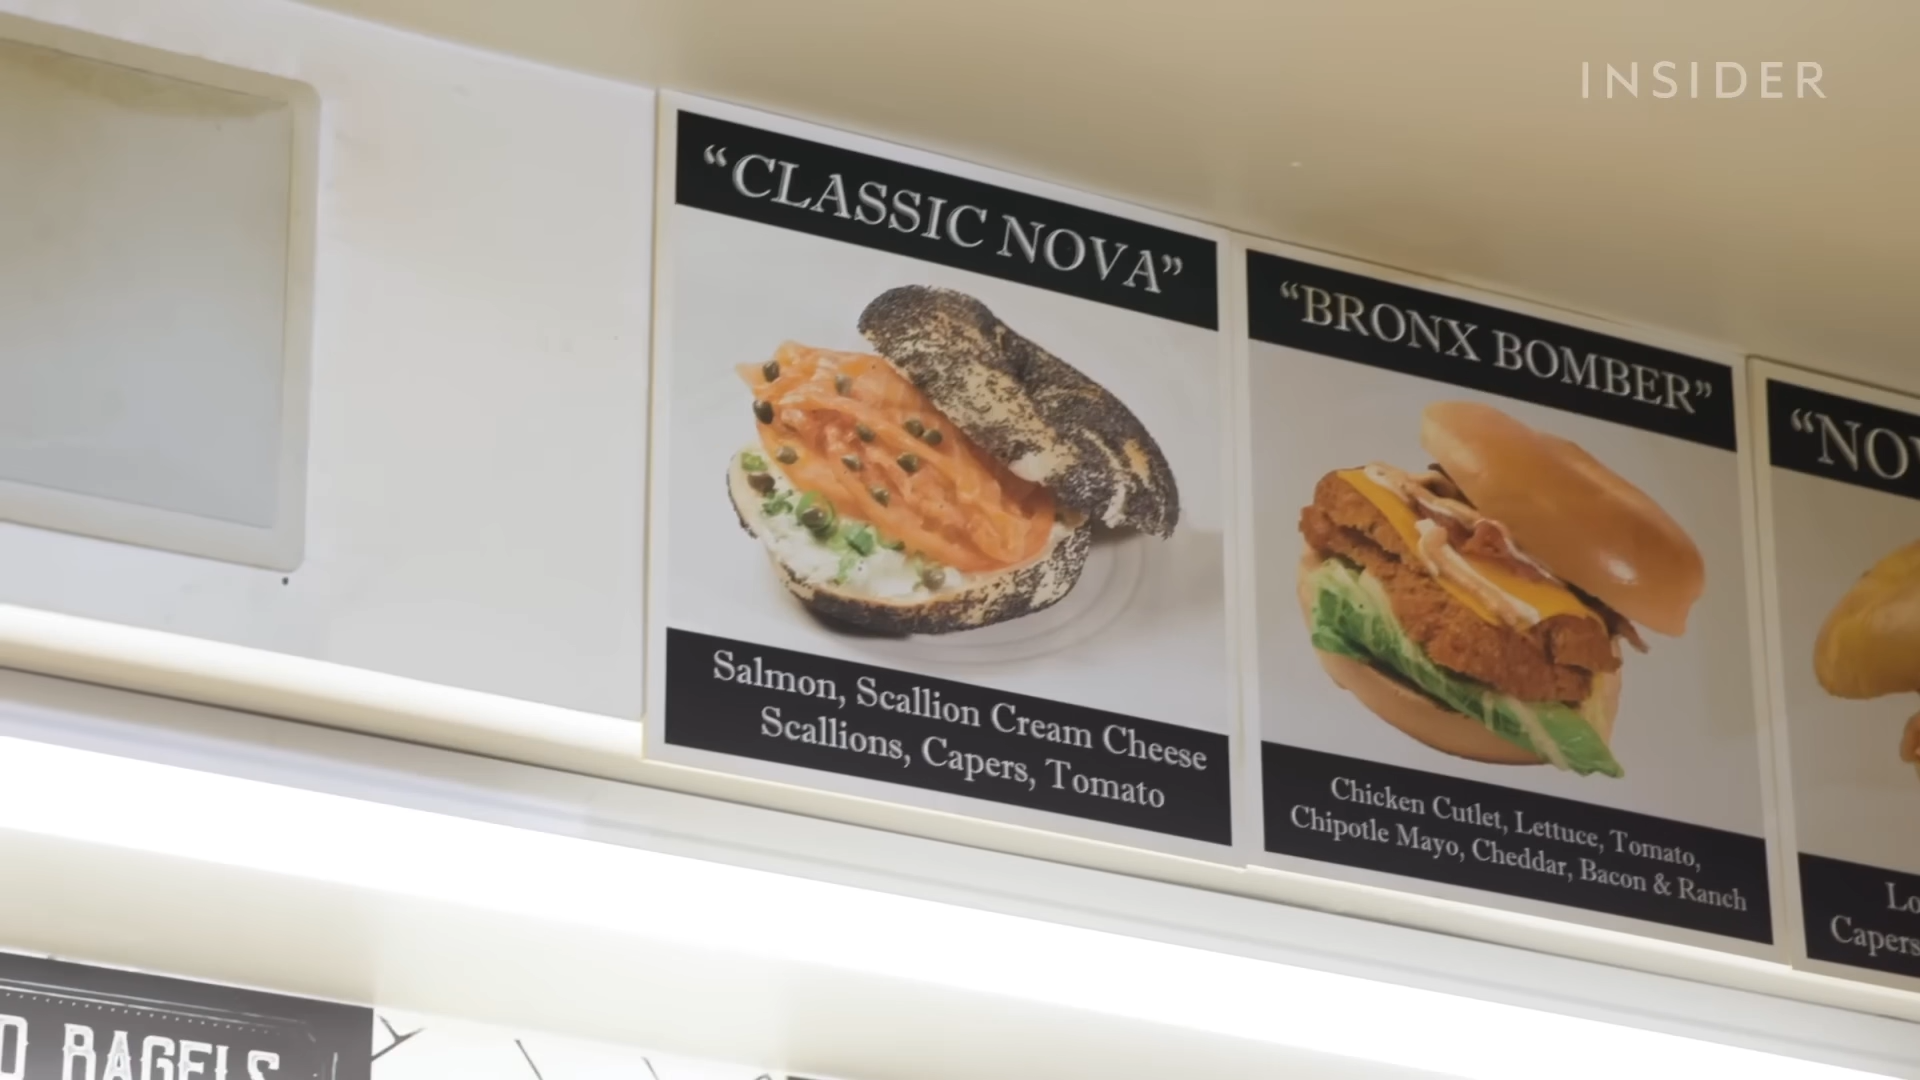 INSIDER
“CLASSIC NOVA”
Salmon, Scallion Cream Cheese
Scallions, Capers, Tomato
“BRONX BOMBER”
Chicken Cutlet, Lettuce, Tomato,
Chipotle Mayo, Cheddar, Bacon & Ranch
Capers
BAGELS